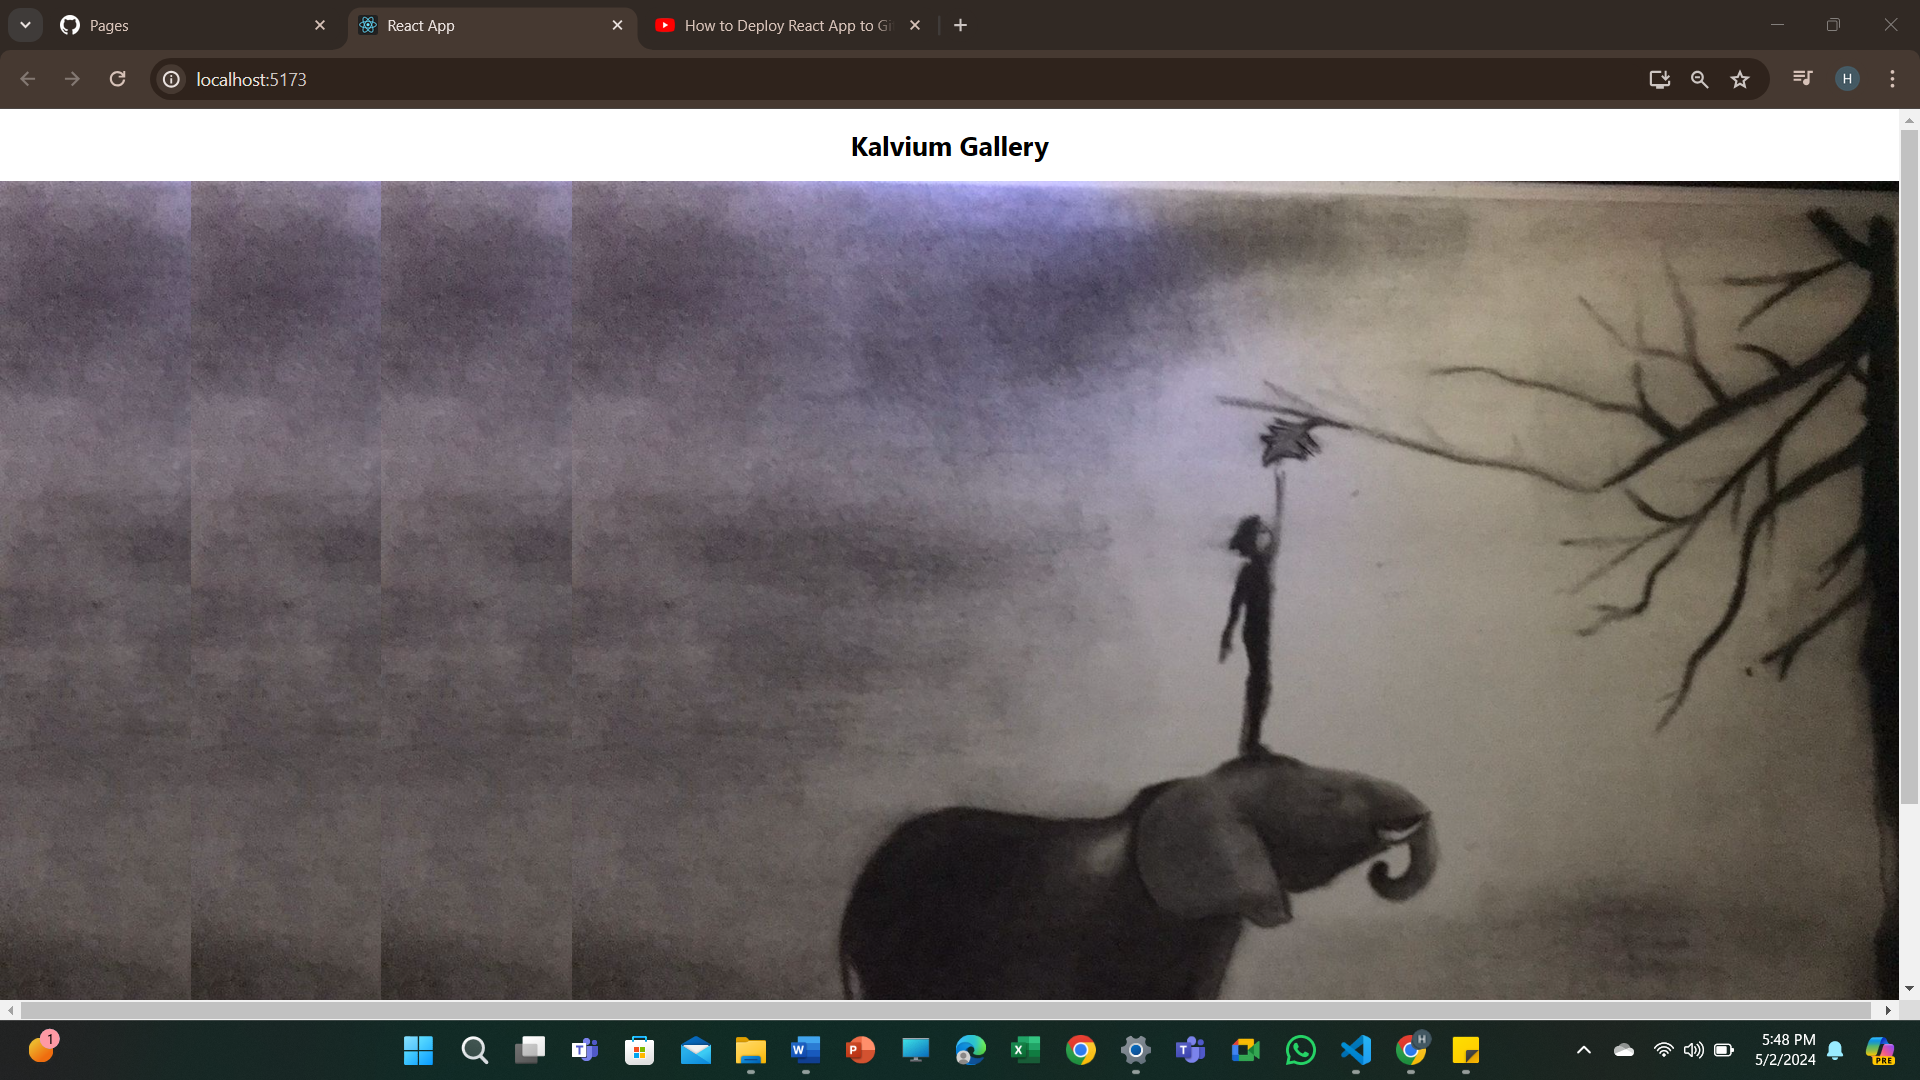 Pages
React App
How to Deploy React App to Gi
localhost:5173
H
Kalvium Gallery
1
H
5:48 PM
5/2/2024
PRE